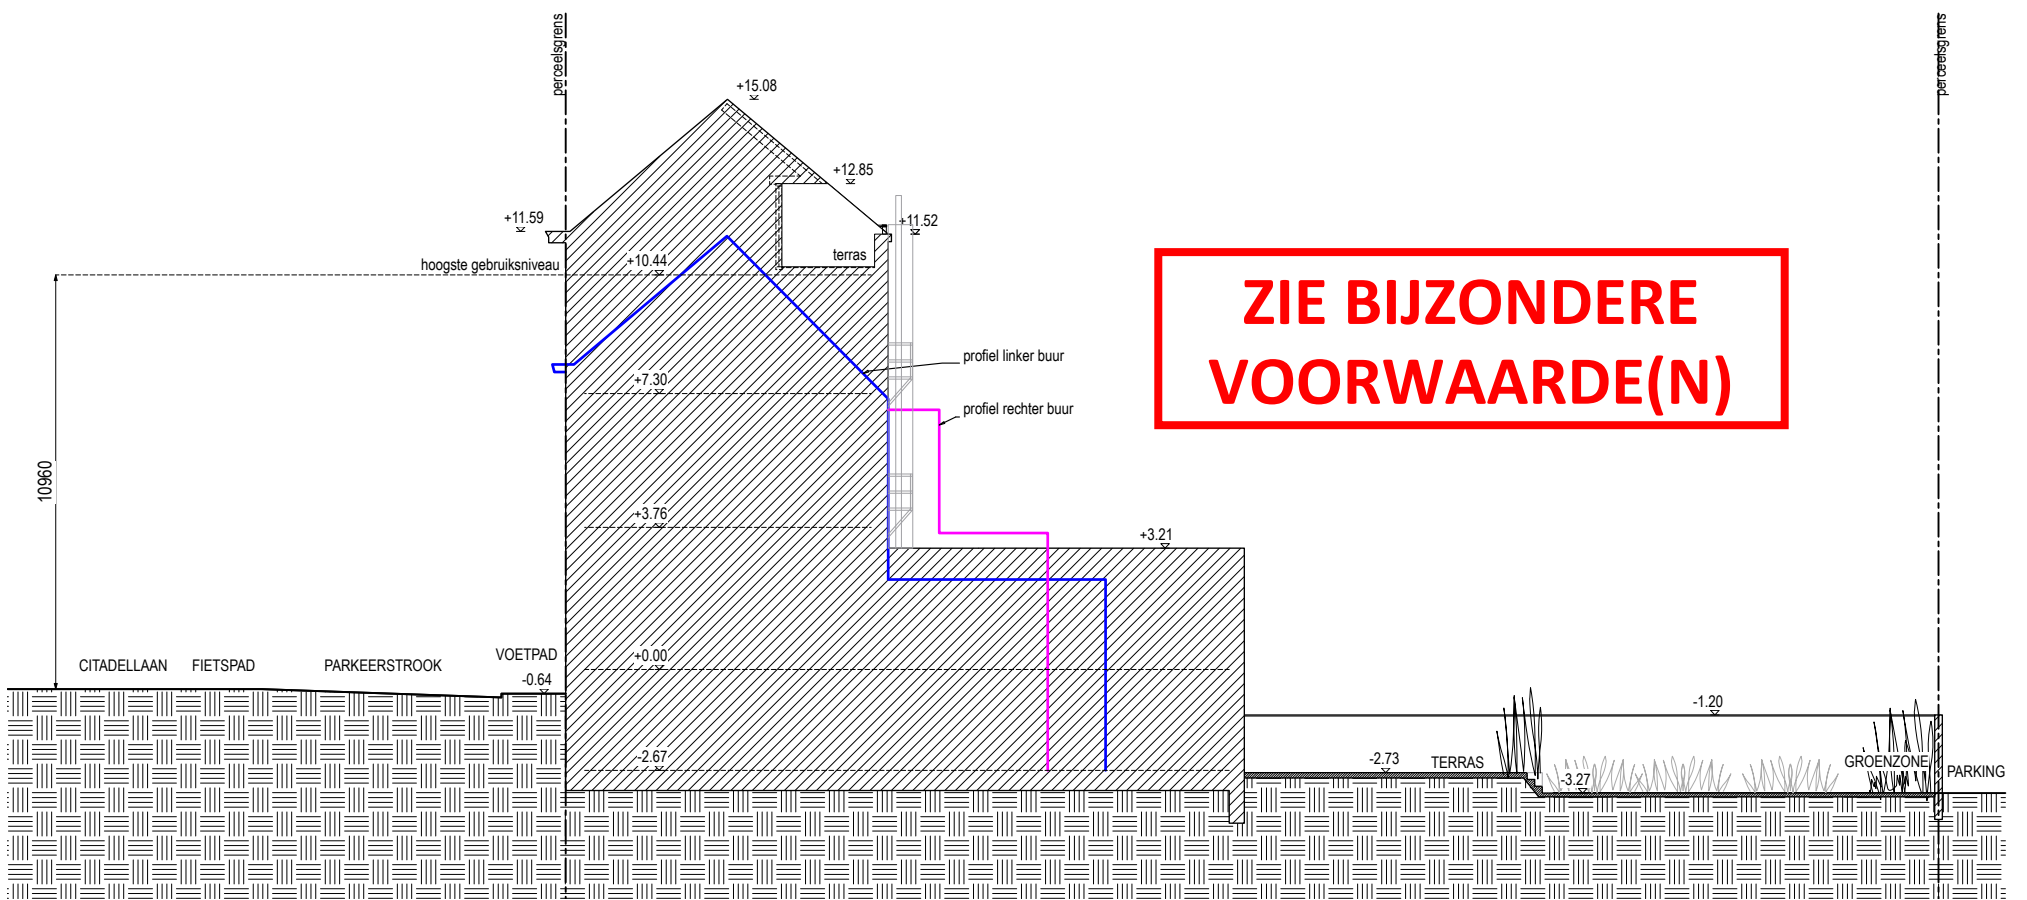 perceelsgrens
perceelsgrens
+15.08
+12.85
+11.59
+11.52
terras
hoogste gebruiksniveau
+10.44
ZIE BIJZONDERE
VOORWAARDE(N)
profiel linker buur
+7.30
profiel rechter buur
10960
+3.76
+3.21
CITADELLAAN
FIETSPAD
PARKEERSTROOK
VOETPAD
+0.00
-0.64
-1.20
-2.67
-2.73
TERRAS
GROENZONE
PARKING
-3.27